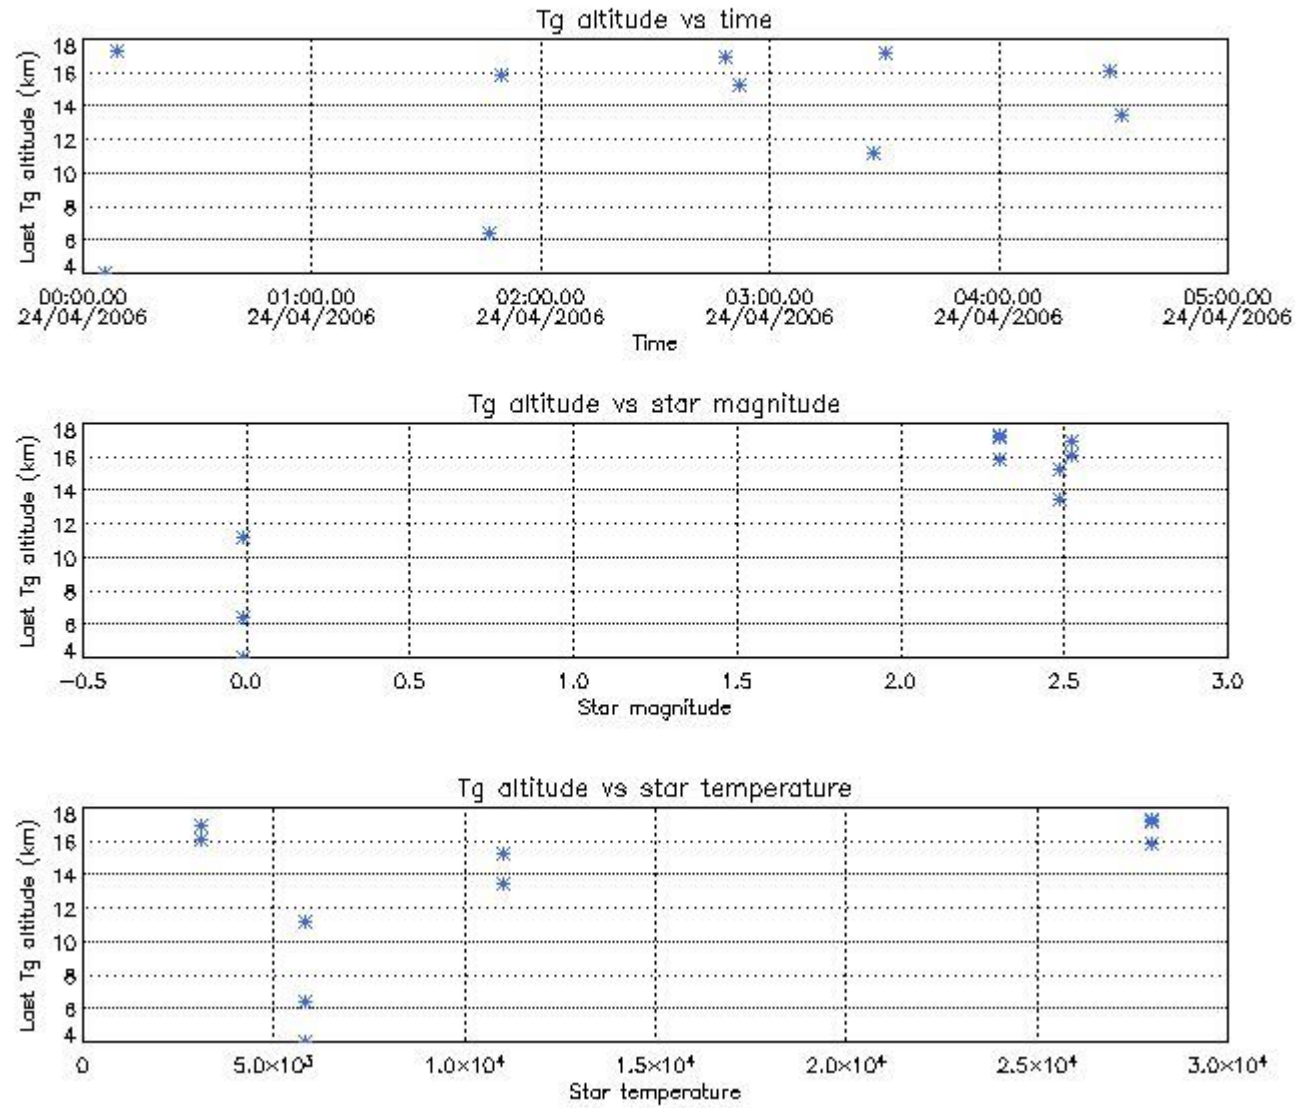 Tg altitude vs time
Last Tg altitude (km)
18
16
14
12
10
8
6
4
00:00.00 01:00.00 02:00.00 03:00.00 04:00.00 05:00.00
24/04/2006 24/04/2006 24/04/2006 24/04/2006 24/04/2006 24/04/2006
Time
Tg altitude vs star magnitude
Last Tg altitude (km)
18
16
14
12
10
8
6
4
−0.5 0.0 0.5 1.0 1.5 2.0 2.5 3.0
Star magnitude
Tg altitude vs star temperature
Last Tg altitude (km)
18
16
14
12
10
8
6
4
0 5.0×10³ 1.0×10⁴ 1.5×10⁴ 2.0×10⁴ 2.5×10⁴ 3.0×10⁴
Star temperature